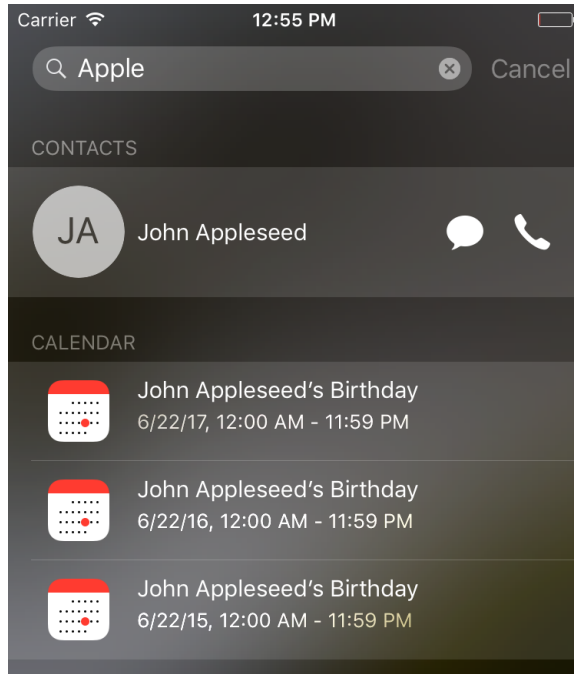 Carrier 12:55 PM
Apple Cancel
CONTACTS
JA John Appleseed
CALENDAR
John Appleseed’s Birthday
6/22/17, 12:00 AM - 11:59 PM
John Appleseed’s Birthday
6/22/16, 12:00 AM - 11:59 PM
John Appleseed’s Birthday
6/22/15, 12:00 AM - 11:59 PM